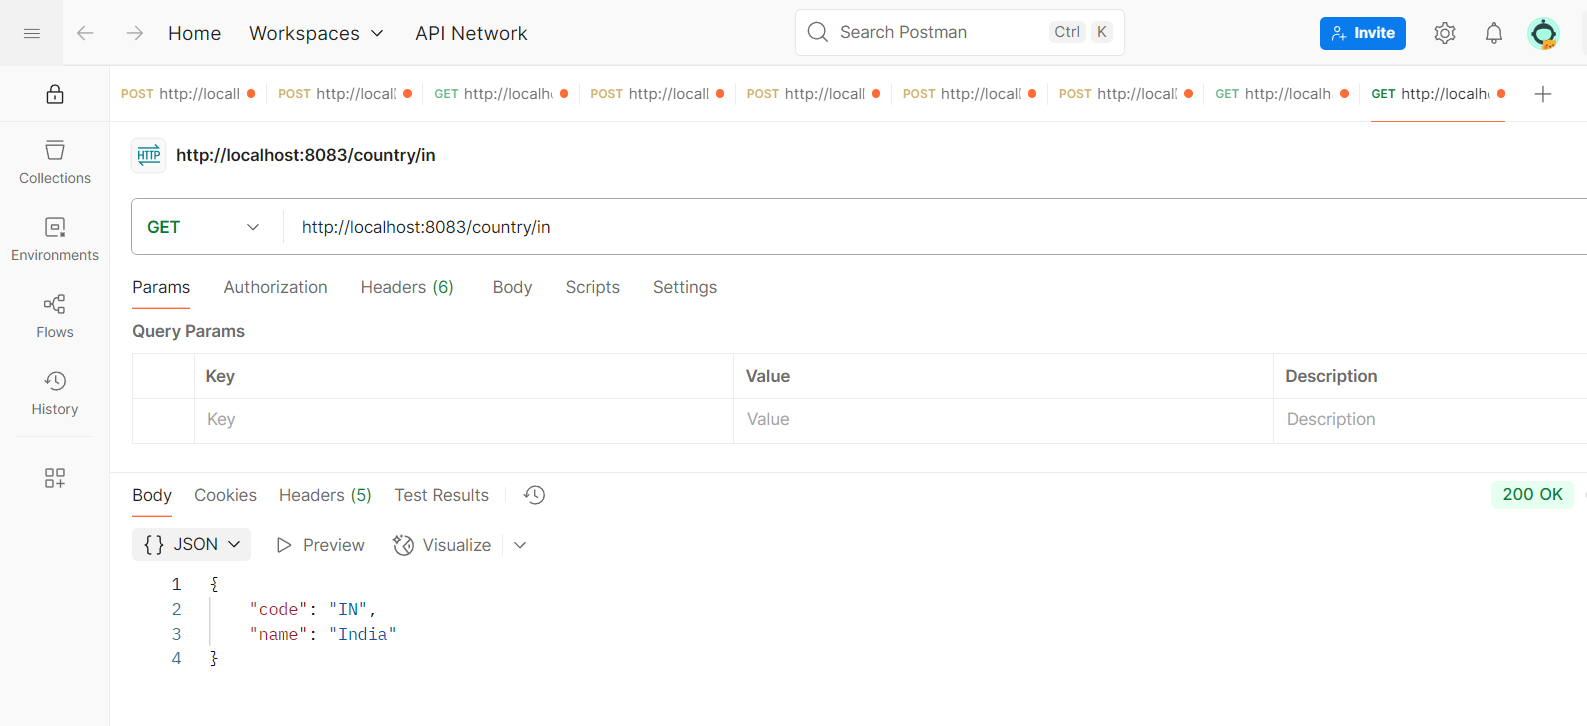 Home Workspaces API Network Search Postman Ctrl K Invite
POST http://locall POST http://locall GET http://localh POST http://locall POST http://locall POST http://locall POST http://locall GET http://localh GET http://localh
HTTP http://localhost:8083/country/in
Collections
GET http://localhost:8083/country/in
Environments
Params Authorization Headers (6) Body Scripts Settings
Flows
Query Params
Key Value Description
History
Key Value Description
Body Cookies Headers (5) Test Results 200 OK
{} JSON Preview Visualize
1 {
2 "code": "IN",
3 "name": "India"
4 }